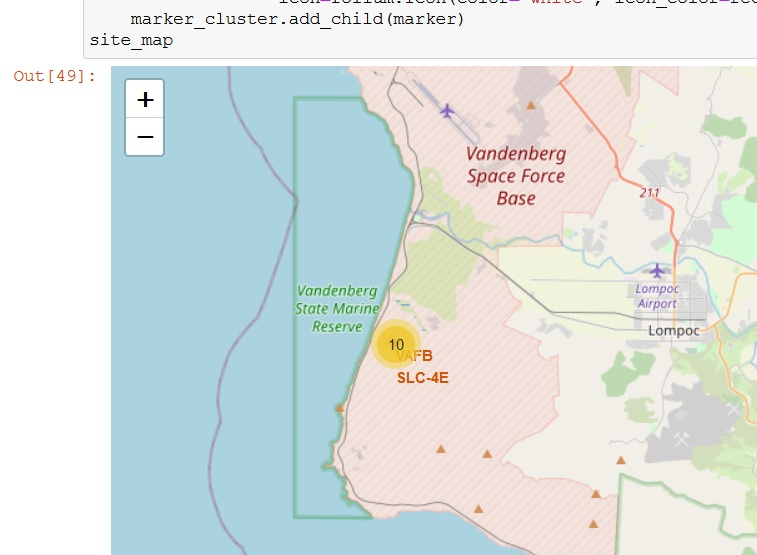 marker_cluster.add_child(marker)
site_map
Out[49]:
+
−
Vandenberg
Space Force
Base
211
Vandenberg
State Marine
Reserve
Lompoc
Airport
Lompoc
10
VAFB
SLC-4E